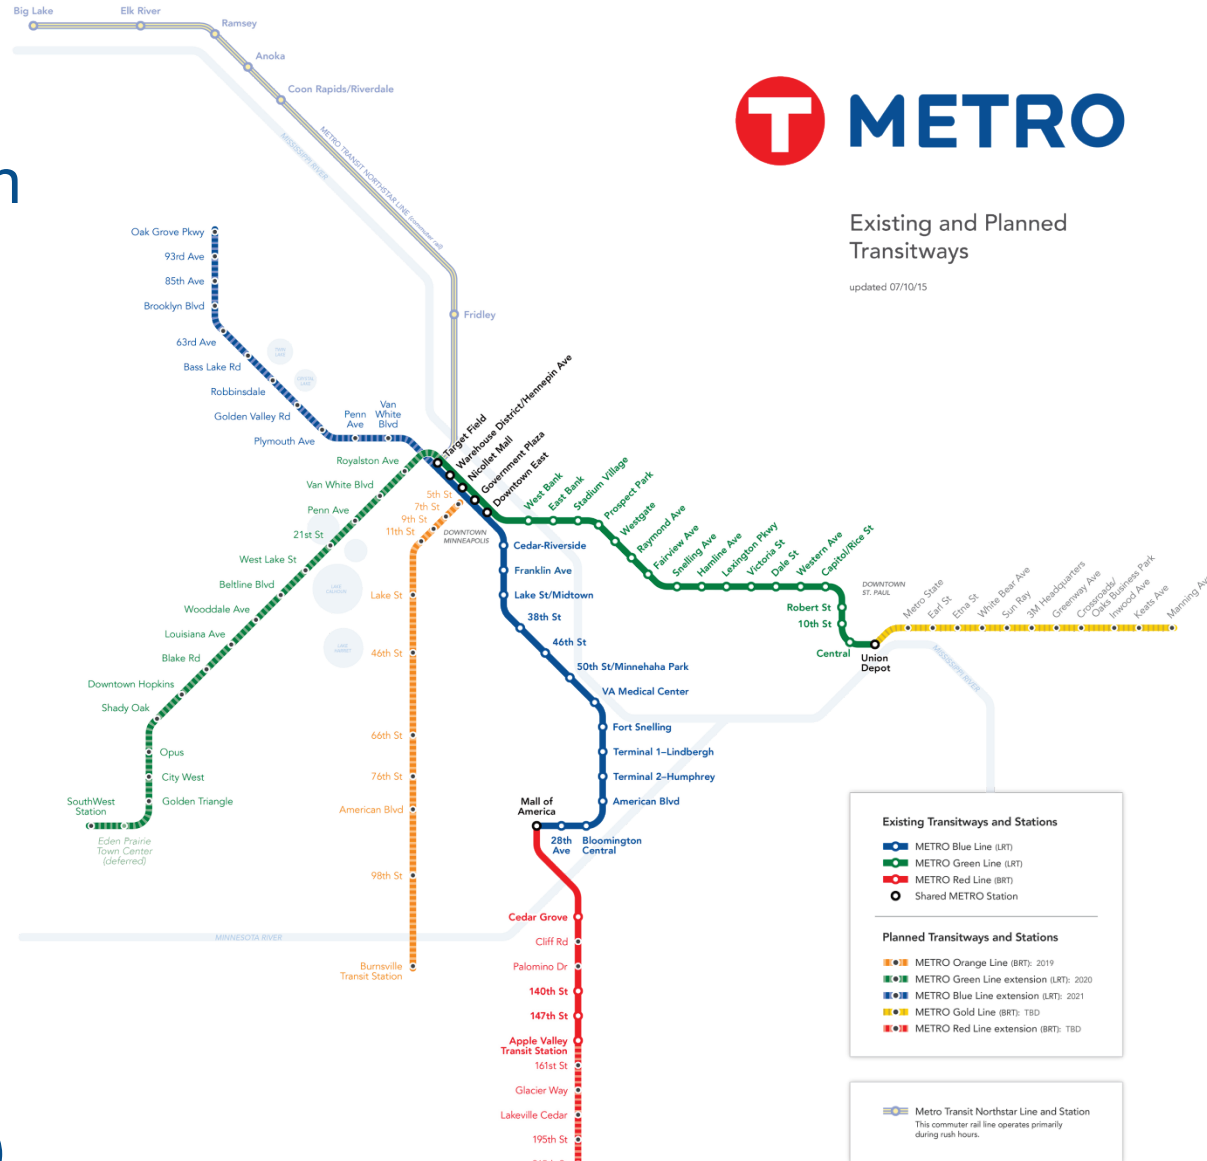 Big Lake
Elk River
Ramsey
Anoka
Coon Rapids/Riverdale
MISSISSIPPI RIVER
METRO TRANSIT NORTHSTAR LINE (commuter rail)
Fridley
T METRO
Existing and Planned
Transitways
updated 07/10/15
Oak Grove Pkwy
93rd Ave
85th Ave
Brooklyn Blvd
63rd Ave
Bass Lake Rd
Robbinsdale
Golden Valley Rd
Plymouth Ave
Penn
Ave
Van
White
Blvd
Target Field
Warehouse District/Hennepin Ave
Nicollet Mall
Government Plaza
Downtown East
Royalston Ave
Van White Blvd
Penn Ave
21st St
West Lake St
Beltline Blvd
Wooddale Ave
Louisiana Ave
Blake Rd
Downtown Hopkins
Shady Oak
Opus
City West
Golden Triangle
SouthWest
Station
Eden Prairie
Town Center
(deferred)
5th St
7th St
9th St
11th St
DOWNTOWN
MINNEAPOLIS
Lake St
46th St
66th St
76th St
American Blvd
98th St
Burnsville
Transit Station
MINNESOTA RIVER
West Bank
East Bank
Stadium Village
Prospect Park
Westgate
Raymond Ave
Fairview Ave
Snelling Ave
Hamline Ave
Lexington Pkwy
Victoria St
Dale St
Western Ave
Capitol/Rice St
Robert St
10th St
Central
DOWNTOWN
ST. PAUL
Union
Depot
Metro State
Earl St
Etna St
White Bear Ave
Sun Ray
3M Headquarters
Greenway Ave
Crossroads/
Oaks Business Park
Inwood Ave
Keats Ave
Manning Av
MISSISSIPPI RIVER
Cedar-Riverside
Franklin Ave
Lake St/Midtown
38th St
46th St
50th St/Minnehaha Park
VA Medical Center
Fort Snelling
Terminal 1–Lindbergh
Terminal 2–Humphrey
American Blvd
Mall of
America
28th
Ave
Bloomington
Central
Cedar Grove
Cliff Rd
Palomino Dr
140th St
147th St
Apple Valley
Transit Station
161st St
Glacier Way
Lakeville Cedar
195th St
Existing Transitways and Stations
METRO Blue Line (LRT)
METRO Green Line (LRT)
METRO Red Line (BRT)
Shared METRO Station
Planned Transitways and Stations
METRO Orange Line (BRT): 2019
METRO Green Line extension (LRT): 2020
METRO Blue Line extension (LRT): 2021
METRO Gold Line (BRT): TBD
METRO Red Line extension (BRT): TBD
Metro Transit Northstar Line and Station
This commuter rail line operates primarily
during rush hours.